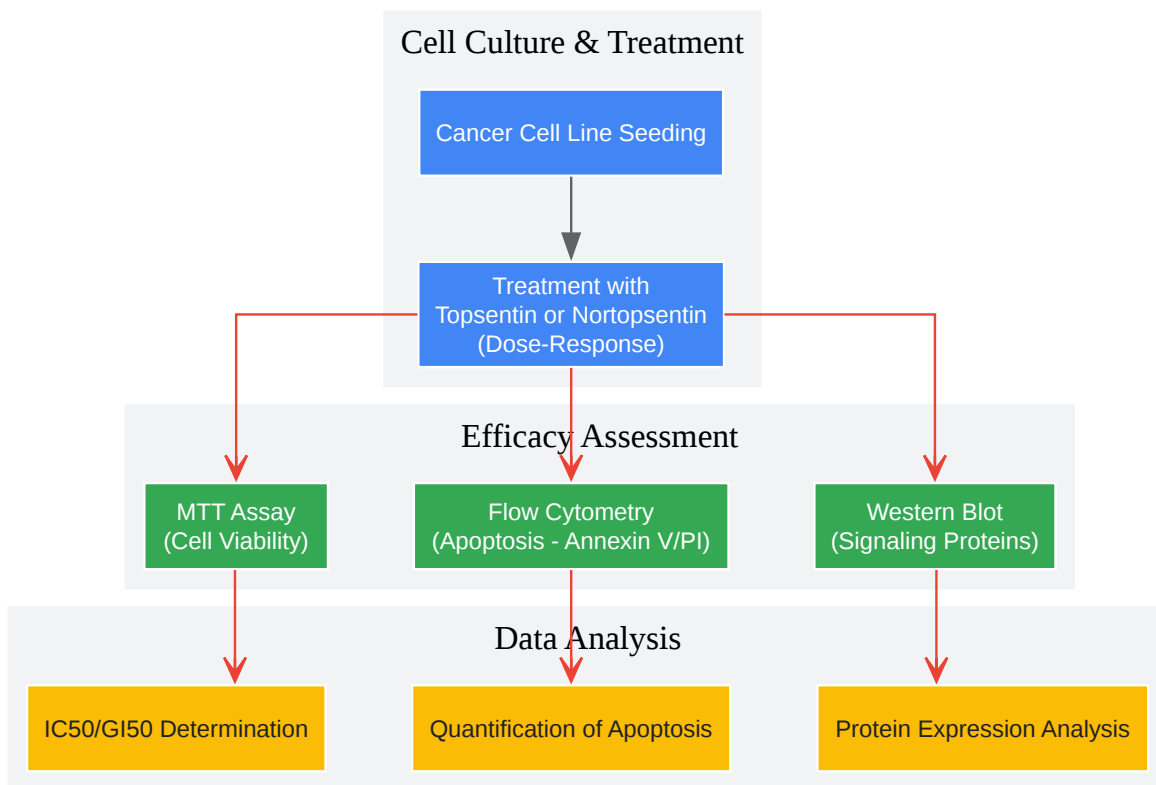 Cell Culture & Treatment
Cancer Cell Line Seeding
Treatment with
Topsentin or Nortopsentin
(Dose-Response)
Efficacy Assessment
MTT Assay
(Cell Viability)
Flow Cytometry
(Apoptosis - Annexin V/PI)
Western Blot
(Signaling Proteins)
Data Analysis
IC50/GI50 Determination
Quantification of Apoptosis
Protein Expression Analysis